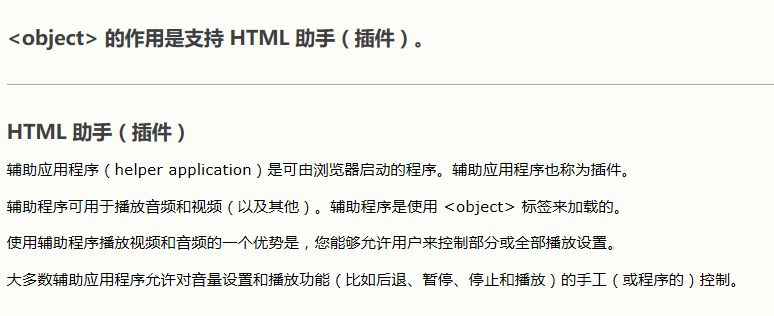 <object> 的作用是支持 HTML 助手（插件）。
HTML 助手（插件）
辅助应用程序（helper application）是可由浏览器启动的程序。辅助应用程序也称为插件。
辅助程序可用于播放音频和视频（以及其他）。辅助程序是使用 <object> 标签来加载的。
使用辅助程序播放视频和音频的一个优势是，您能够允许用户来控制部分或全部播放设置。
大多数辅助应用程序允许对音量设置和播放功能（比如后退、暂停、停止和播放）的手工（或程序的）控制。